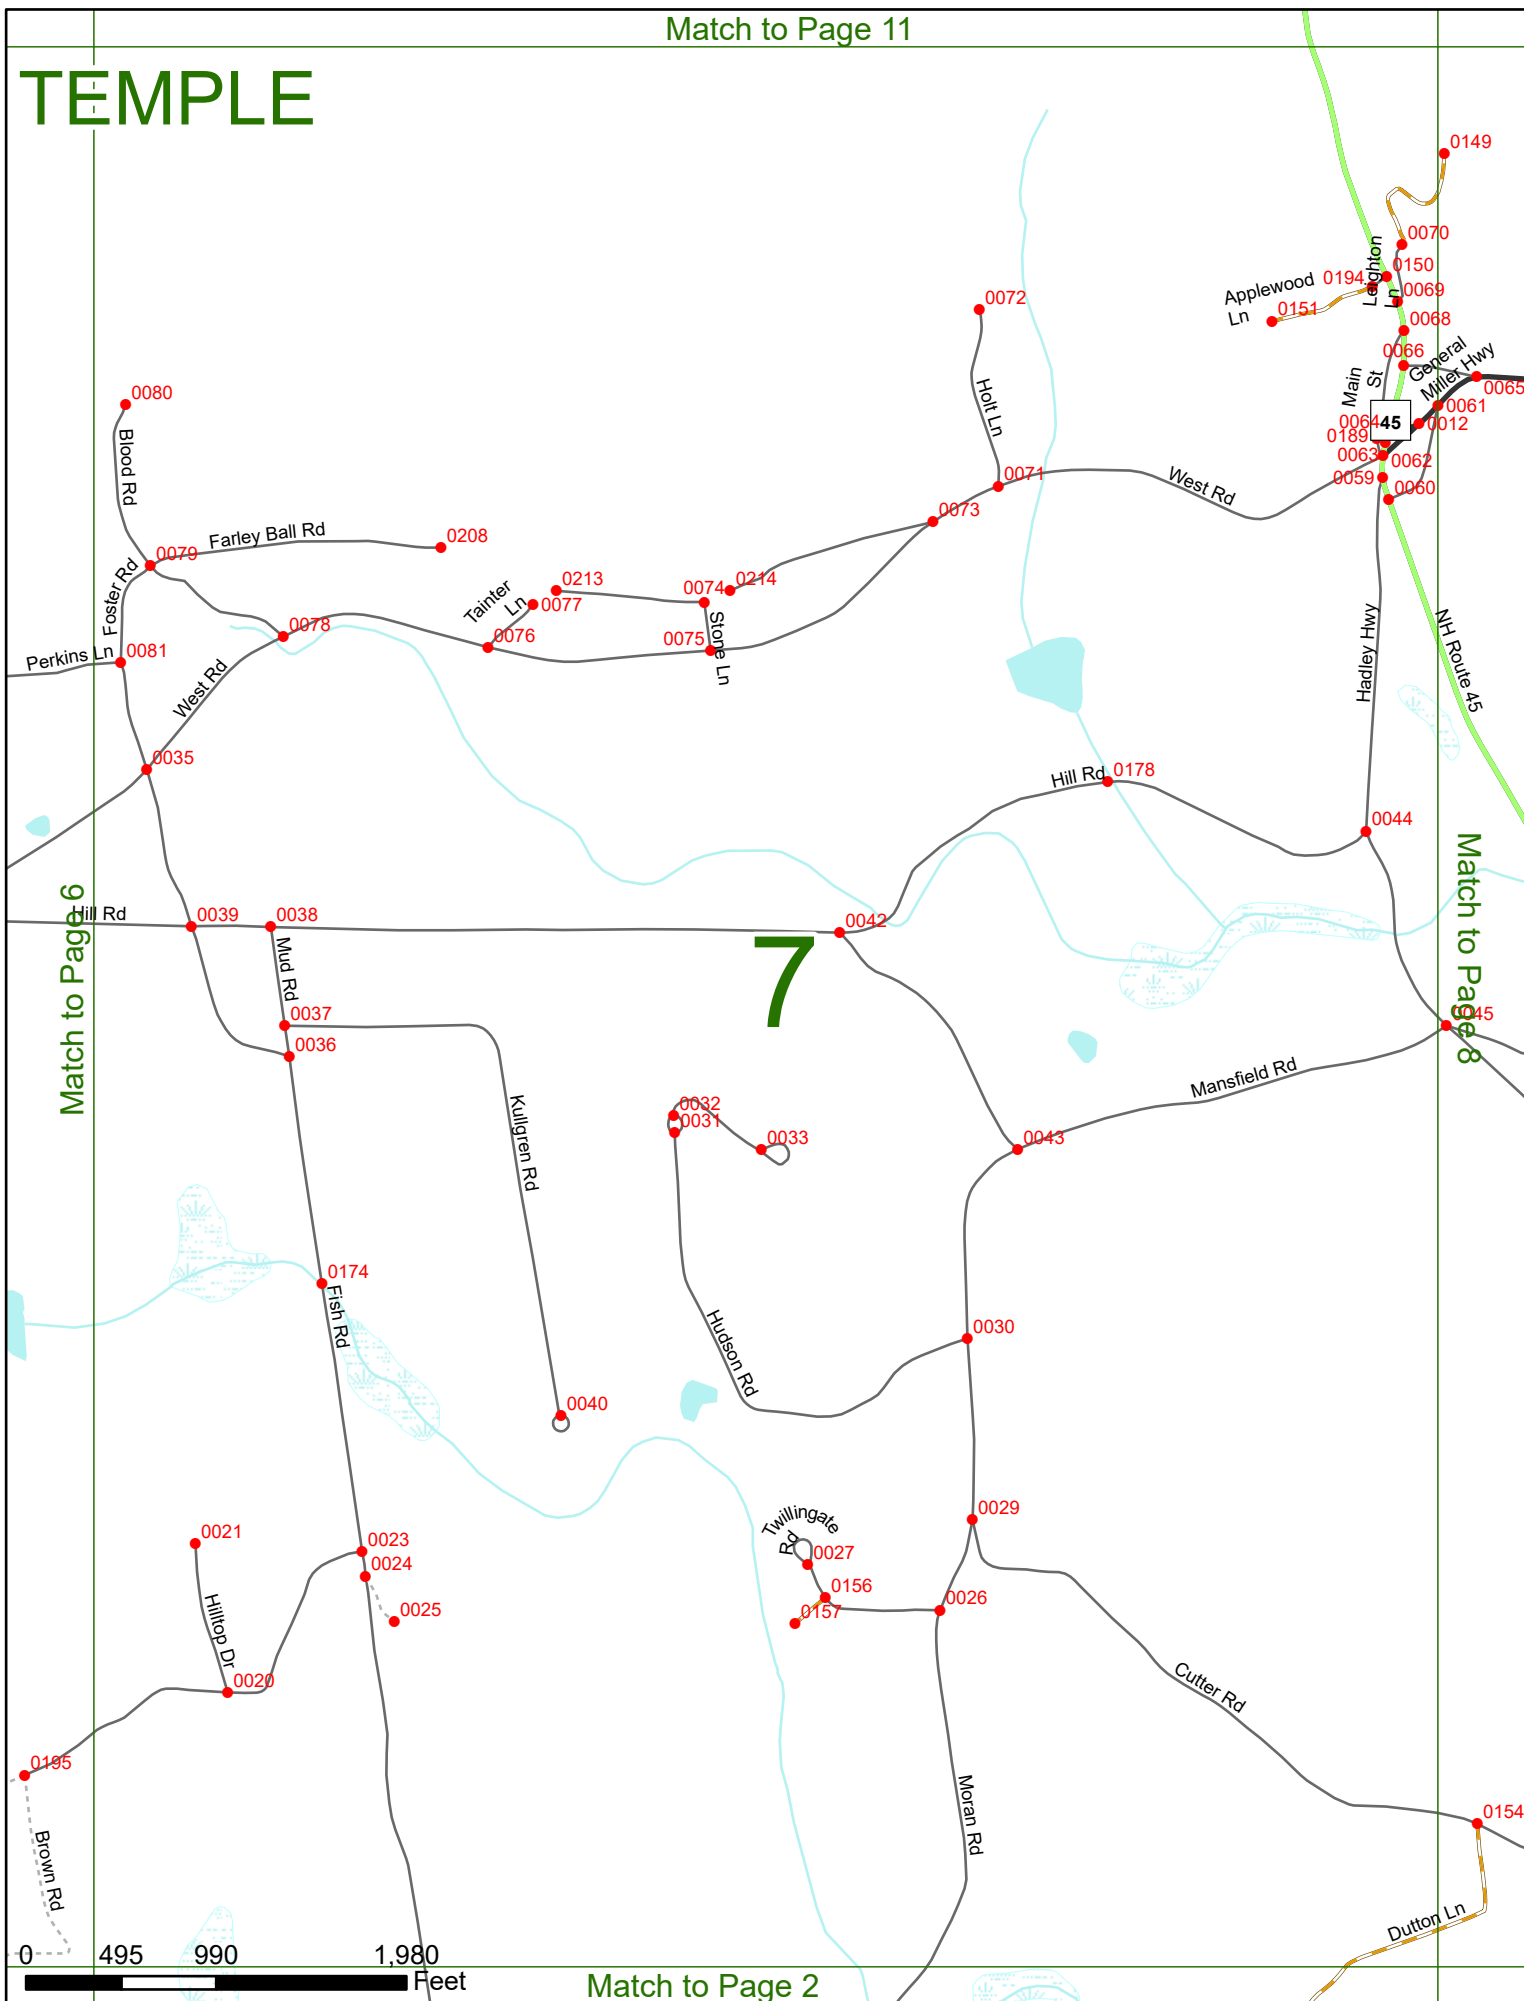 Match to Page 11
TEMPLE
0149
0070
Leighton
Ln
0150
0194
0069
Applewood
Ln
0151
0072
0068
0066
General
Miller Hwy
0065
Main
St
0080
0061
45
0064
0012
0189
0063
0062
Blood Rd
Holt Ln
0059
0060
0071
West Rd
0073
Farley Ball Rd
0208
0079
Foster Rd
Tainter
Ln
0213
0077
0074
0214
Stone Ln
0078
0076
0075
Hadley Hwy
NH Route 45
Perkins Ln
0081
West Rd
0035
Hill Rd
0178
0044
Match to Page 6
Match to Page 8
Hill Rd
0039
0038
0042
7
Mud Rd
0037
0045
0036
Mansfield Rd
Kullgren Rd
0032
0031
0033
0043
0174
Fish Rd
Hudson Rd
0030
0040
Twillingate
Rd
0029
0021
0023
0027
0024
0156
0025
0157
0026
Hilltop Dr
0020
Cutter Rd
0195
Moran Rd
0154
Brown Rd
Dutton Ln
0 495 990 1,980
Feet
Match to Page 2